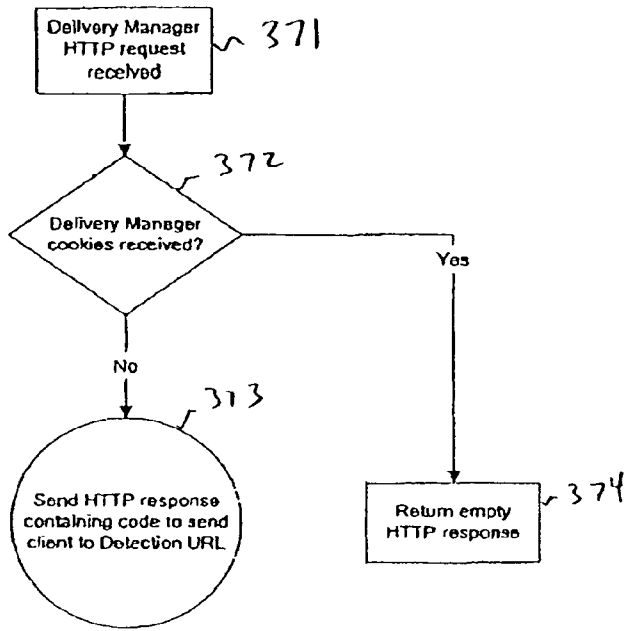 Delivery Manager
HTTP request
received
371
372
Delivery Manager
cookies received?
Yes
No
373
Send HTTP response
containing code to send
client to Detection URL
Return empty
HTTP response
374